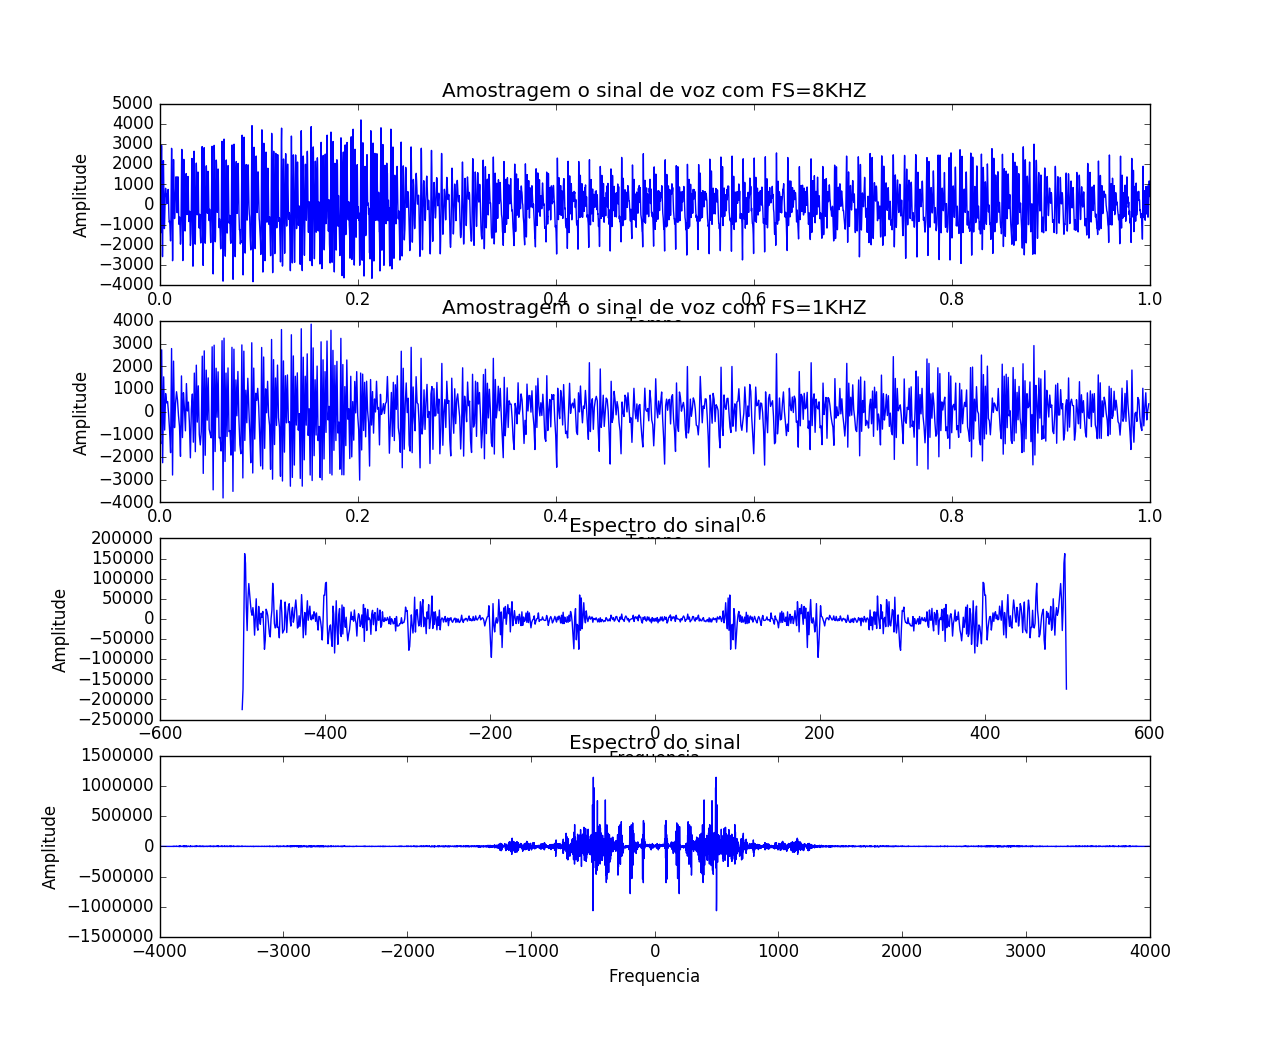 Amostragem o sinal de voz com FS=8KHZ
5000
4000
3000
2000
1000
0
−1000
−2000
−3000
−4000
Amplitude
0.0 0.2 0.4 0.6 0.8 1.0
Tempo
Amostragem o sinal de voz com FS=1KHZ
4000
3000
2000
1000
0
−1000
−2000
−3000
−4000
Amplitude
0.0 0.2 0.4 0.6 0.8 1.0
Tempo
Espectro do sinal
200000
150000
100000
50000
0
−50000
−100000
−150000
−200000
−250000
Amplitude
−600 −400 −200 0 200 400 600
Frequencia
Espectro do sinal
1500000
1000000
500000
0
−500000
−1000000
−1500000
Amplitude
−4000 −3000 −2000 −1000 0 1000 2000 3000 4000
Frequencia